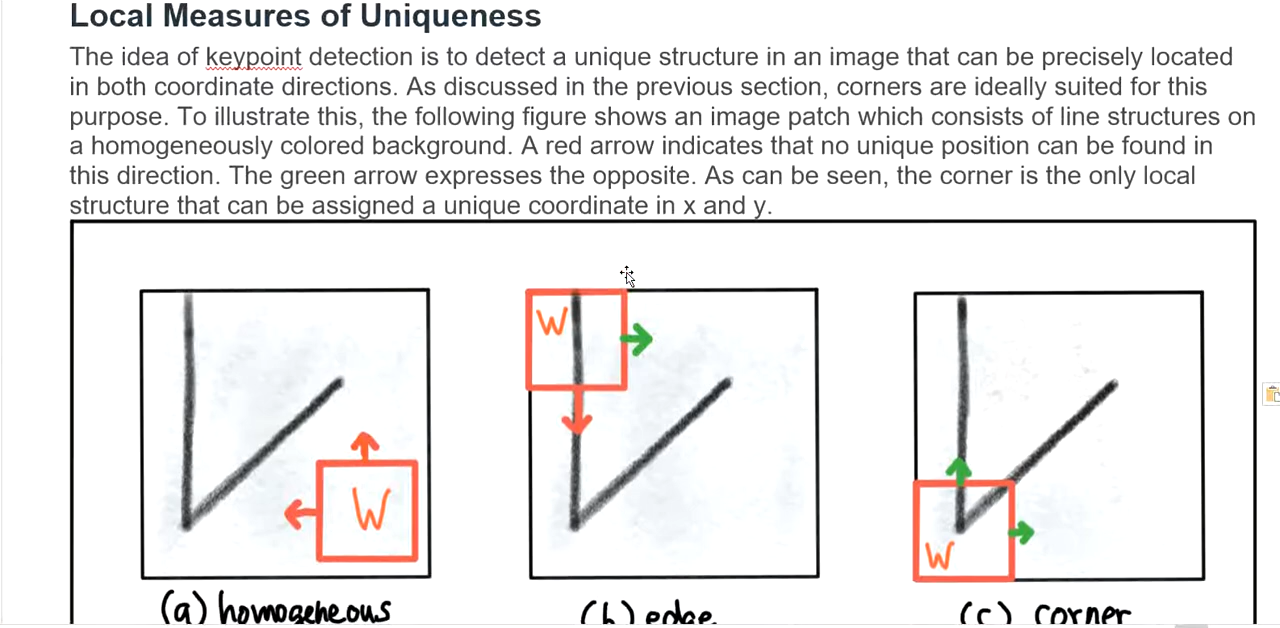 Local Measures of Uniqueness
The idea of keypoint detection is to detect a unique structure in an image that can be precisely located
in both coordinate directions. As discussed in the previous section, corners are ideally suited for this
purpose. To illustrate this, the following figure shows an image patch which consists of line structures on
a homogeneously colored background. A red arrow indicates that no unique position can be found in
this direction. The green arrow expresses the opposite. As can be seen, the corner is the only local
structure that can be assigned a unique coordinate in x and y.
W
W
W
(a) homogeneous
(b) edge
(c) corner